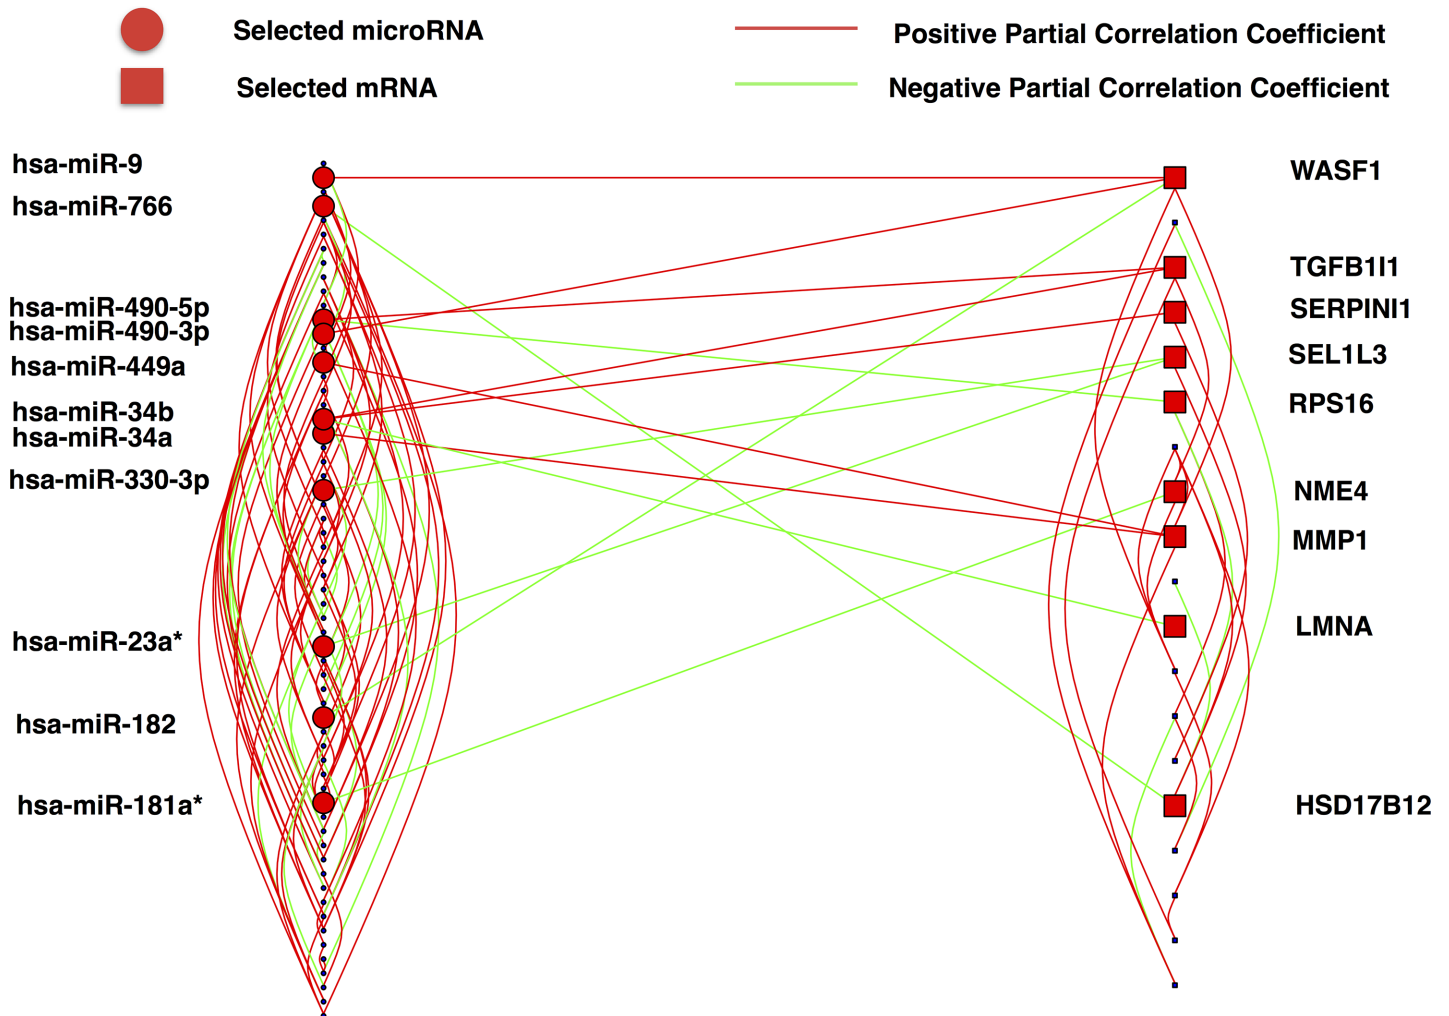 Selected microRNA
Positive Partial Correlation Coefficient
Selected mRNA
Negative Partial Correlation Coefficient
hsa-miR-9
hsa-miR-766
hsa-miR-490-5p
hsa-miR-490-3p
hsa-miR-449a
hsa-miR-34b
hsa-miR-34a
hsa-miR-330-3p
hsa-miR-23a*
hsa-miR-182
hsa-miR-181a*
WASF1
TGFB1I1
SERPINI1
SEL1L3
RPS16
NME4
MMP1
LMNA
HSD17B12